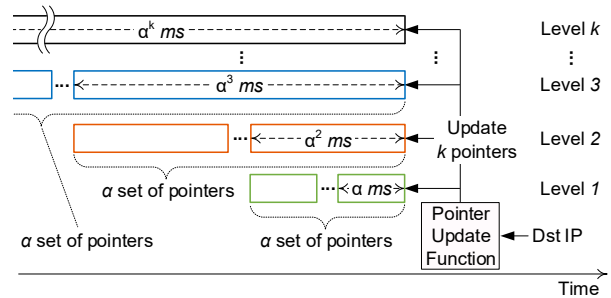 α^k ms
Level k
⋮
⋮
⋮
...
α^3 ms
Level 3
...
α^2 ms
Update
k pointers
Level 2
α set of pointers
...
α ms
Level 1
α set of pointers
α set of pointers
Pointer
Update
Function
Dst IP
Time